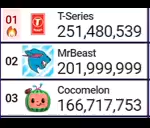 01
T-Series
251,480,539
02
MrBeast
201,999,999
03
Cocomelon
166,717,753